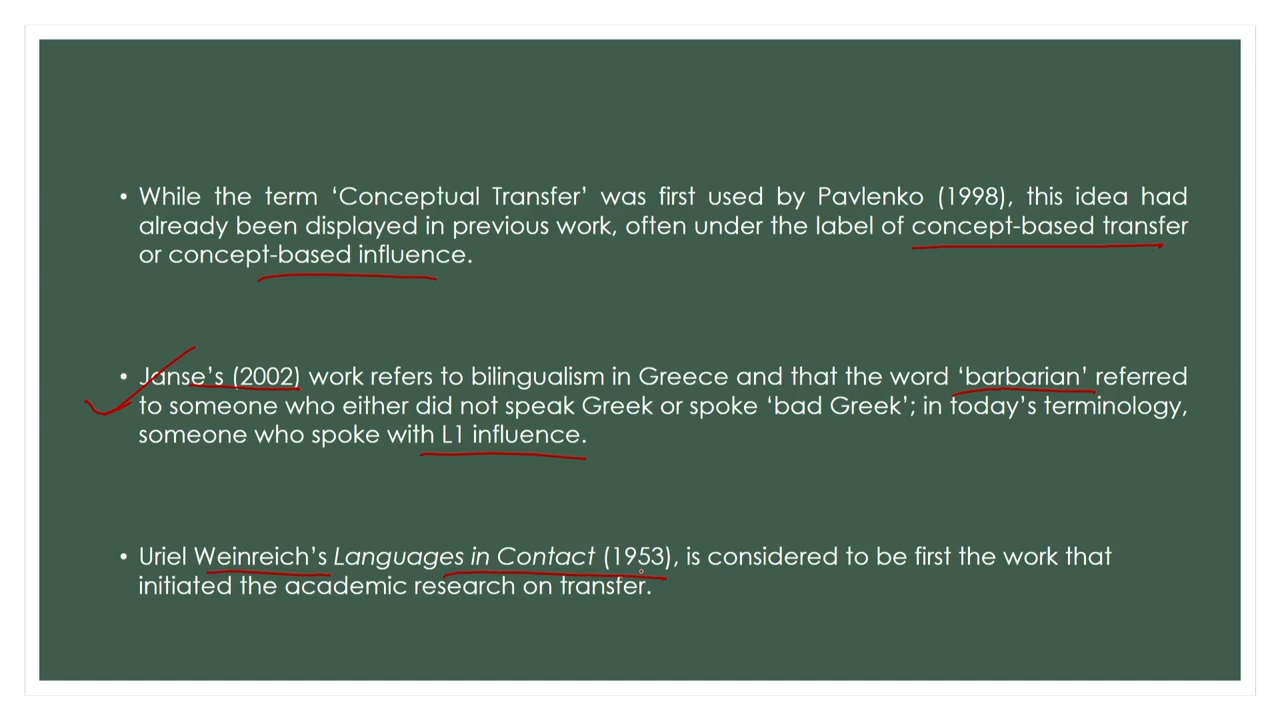 • While the term ‘Conceptual Transfer’ was first used by Pavlenko (1998), this idea had
already been displayed in previous work, often under the label of concept-based transfer
or concept-based influence.
• Janse’s (2002) work refers to bilingualism in Greece and that the word ‘barbarian’ referred
to someone who either did not speak Greek or spoke ‘bad Greek’; in today’s terminology,
someone who spoke with L1 influence.
• Uriel Weinreich’s Languages in Contact (1953), is considered to be first the work that
initiated the academic research on transfer.